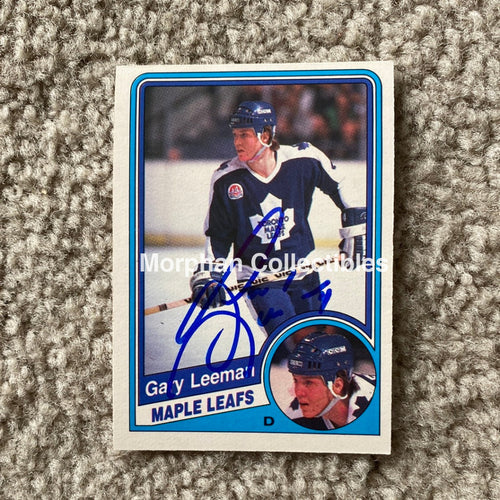 TORONTO
MAPLE
LEAFS
Morphan Collectibles
Gary Leeman
MAPLE LEAFS
D